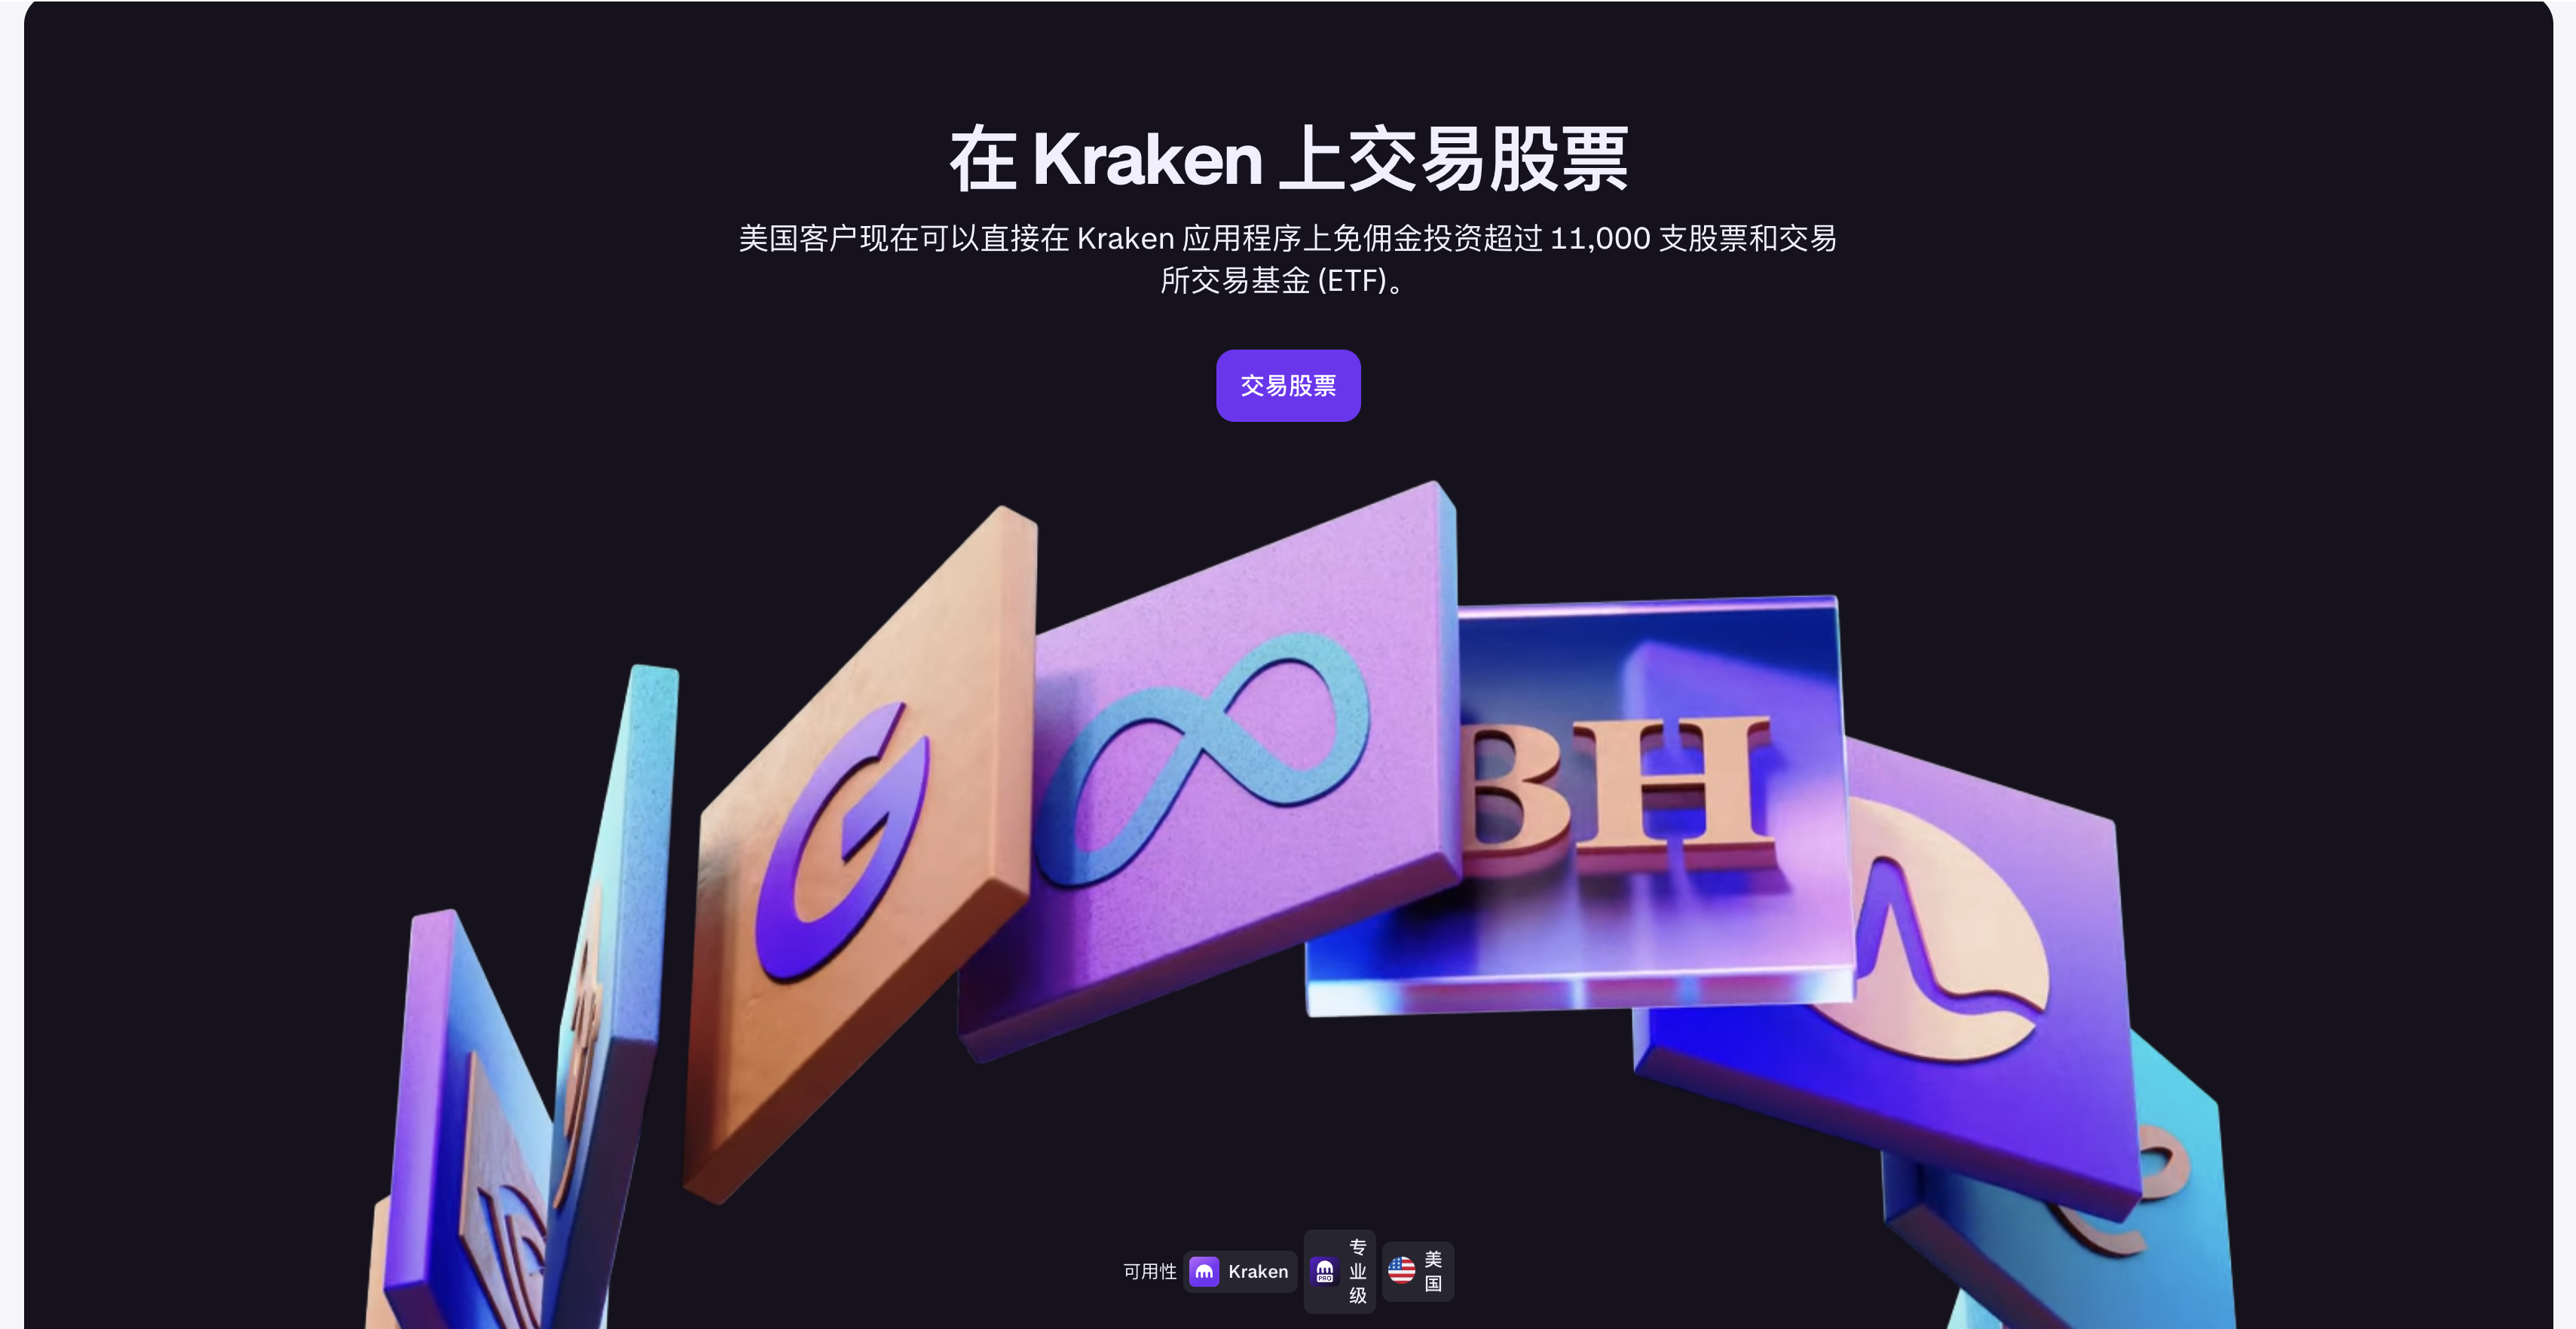 在 Kraken 上交易股票
美国客户现在可以直接在 Kraken 应用程序上免佣金投资超过 11,000 支股票和交易
所交易基金 (ETF)。
交易股票
G
BH
可用性
Kraken
PRO
专
业
级
美
国